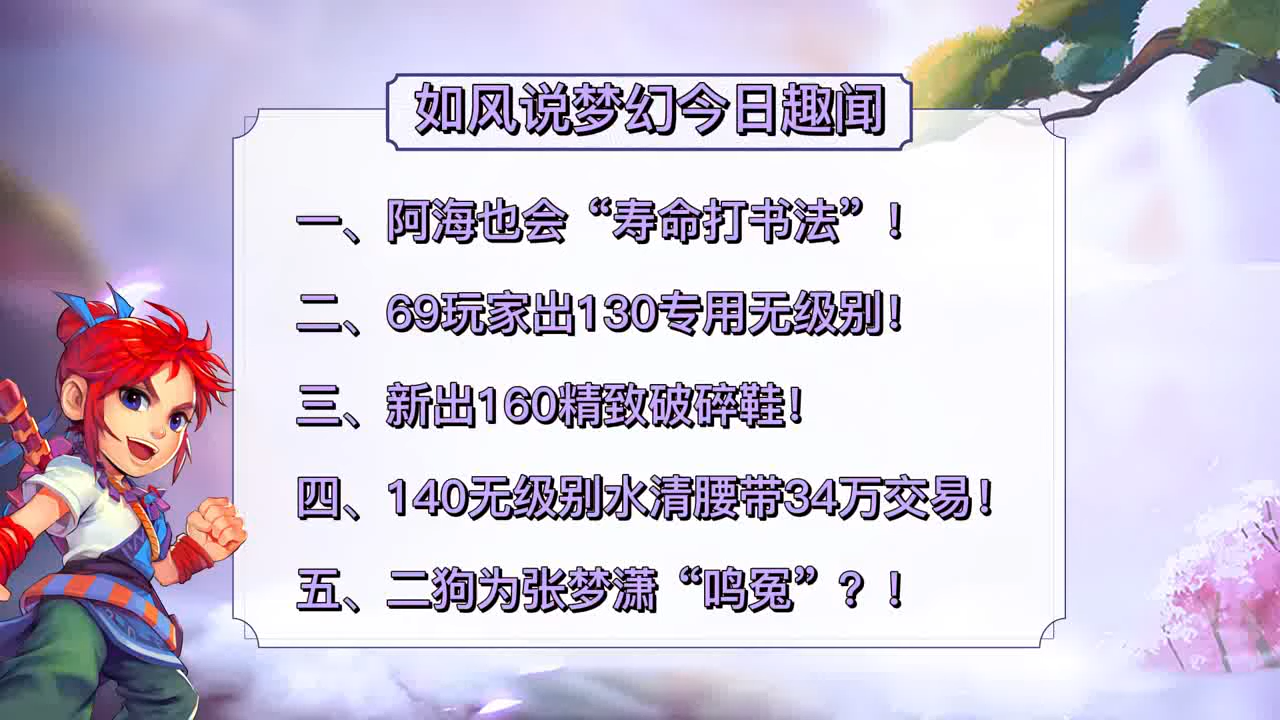 如风说梦幻今日趣闻
一、阿海也会“寿命打书法”！
二、69玩家出130专用无级别！
三、新出160精致破碎鞋！
四、140无级别水清腰带34万交易！
五、二狗为张梦潇“鸣冤”？！